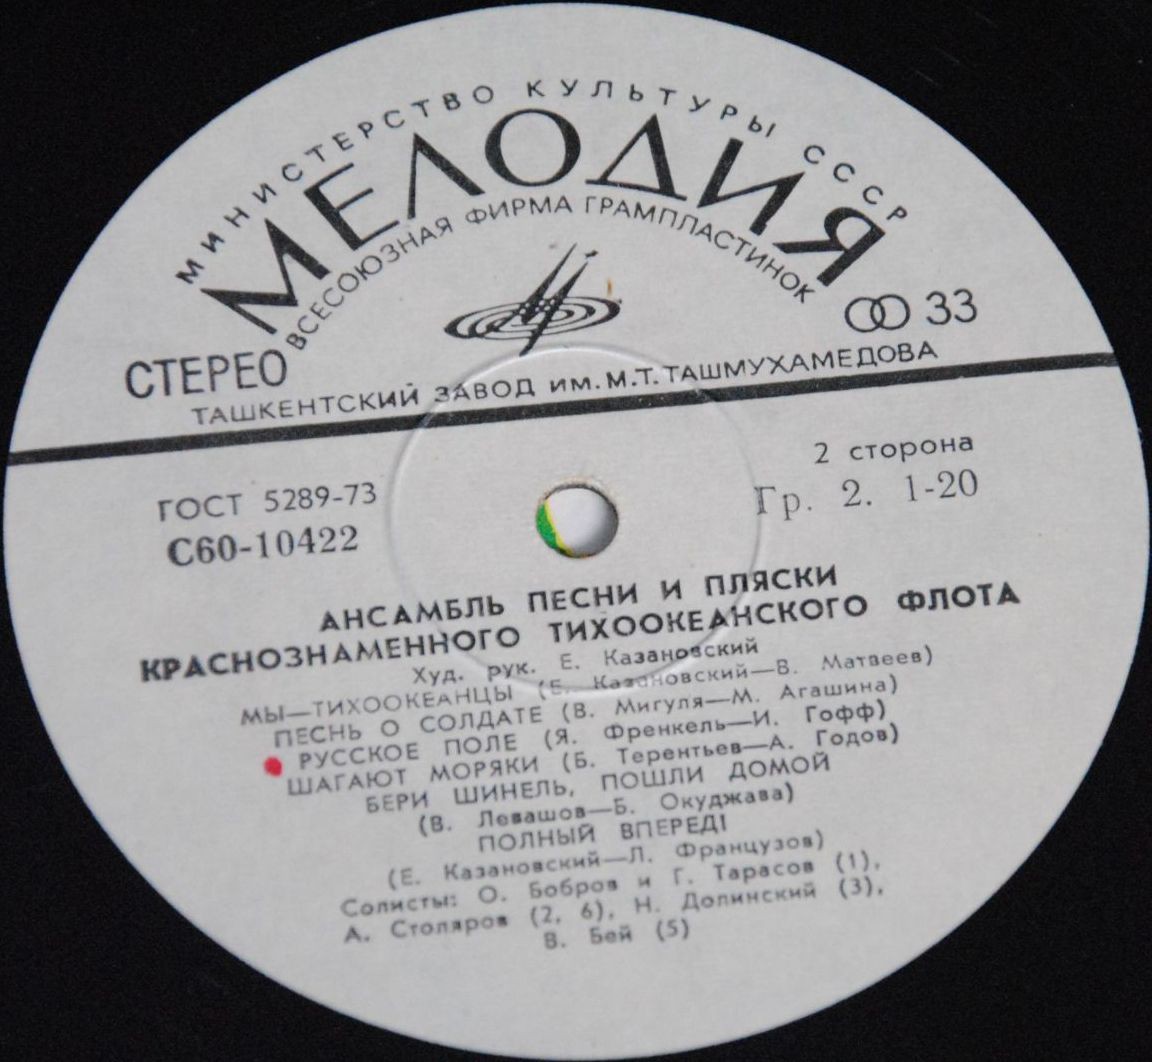 МИНИСТЕРСТВО КУЛЬТУРЫ СССР
МЕЛОДИЯ
ВСЕСОЮЗНАЯ ФИРМА ГРАМПЛАСТИНОК
СТЕРЕО
33
ТАШКЕНТСКИЙ ЗАВОД ИМ. М.Т. ТАШМУХАМЕДОВА
ГОСТ 5289-73
2 сторона
С60-10422
Гр. 2. 1-20
АНСАМБЛЬ ПЕСНИ И ПЛЯСКИ
КРАСНОЗНАМЕННОГО ТИХООКЕАНСКОГО ФЛОТА
Худ. рук. Е. Казановский
МЫ—ТИХООКЕАНЦЫ (Е. Казановский—В. Матвеев)
ПЕСНЬ О СОЛДАТЕ (В. Мигуля—М. Агашина)
РУССКОЕ ПОЛЕ (Я. Френкель—И. Гофф)
ШАГАЮТ МОРЯКИ (Б. Терентьев—А. Годов)
БЕРИ ШИНЕЛЬ, ПОШЛИ ДОМОЙ
(В. Левашов—Б. Окуджава)
ПОЛНЫЙ ВПЕРЕД!
(Е. Казановский—Л. Французов)
Солисты: О. Бобров и Г. Тарасов (1),
А. Столяров (2, 6), Н. Долинский (3),
В. Бей (5)